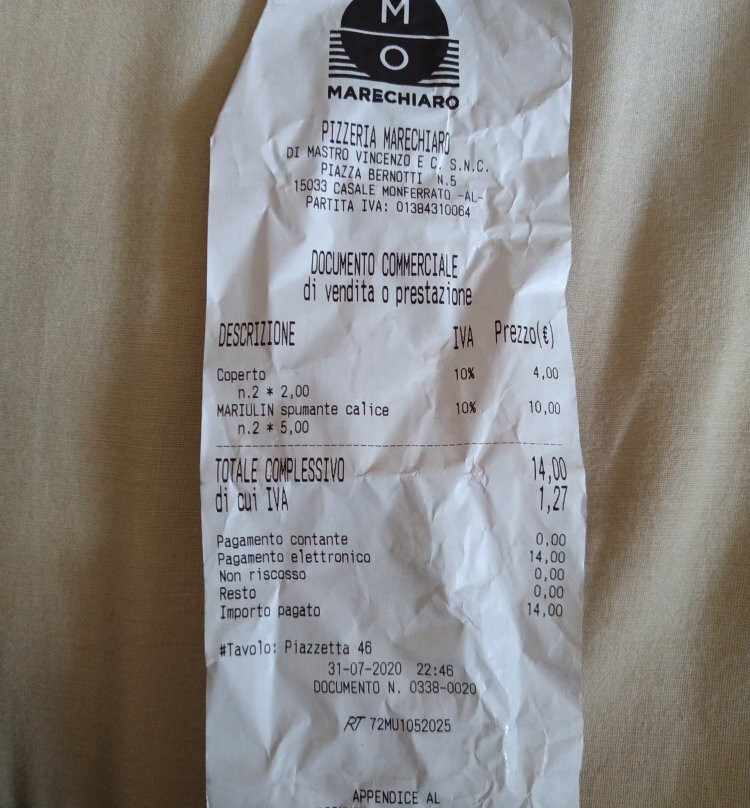 M
O
MARECHIARO
PIZZERIA MARECHIARO
DI MASTRO VINCENZO E C. S.N.C.
PIAZZA BERNOTTI N.5
15033 CASALE MONFERRATO -AL-
PARTITA IVA: 01384310064
DOCUMENTO COMMERCIALE
di vendita o prestazione
DESCRIZIONE IVA Prezzo(€)
Coperto 10% 4,00
n.2 * 2,00
MARIULIN spumante calice 10% 10,00
n.2 * 5,00
TOTALE COMPLESSIVO 14,00
di cui IVA 1,27
Pagamento contante 0,00
Pagamento elettronico 14,00
Non riscosso 0,00
Resto 0,00
Importo pagato 14,00
#Tavolo: Piazzetta 46
31-07-2020 22:46
DOCUMENTO N. 0338-0020
RT 72MU1052025
APPENDICE AL